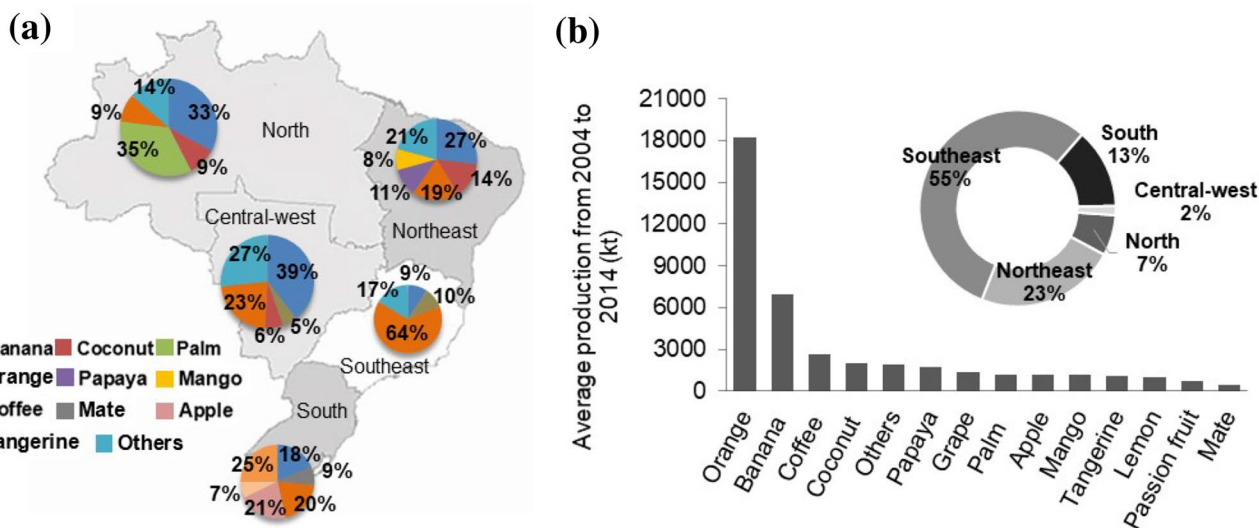 (a)
14%
33%
9%
35%
9%
North
21%
27%
8%
14%
11%
19%
Northeast
Central-west
27%
39%
23%
5%
6%
9%
17%
10%
64%
Southeast
anana Coconut Palm
range Papaya Mango
offee Mate Apple
angerine Others
South
25%
18%
9%
7%
21%
20%
(b)
Average production from 2004 to
2014 (kt)
21000
18000
15000
12000
9000
6000
3000
0
Orange
Banana
Coffee
Coconut
Others
Papaya
Grape
Palm
Apple
Mango
Tangerine
Lemon
Passion fruit
Mate
Southeast
55%
South
13%
Central-west
2%
North
7%
Northeast
23%